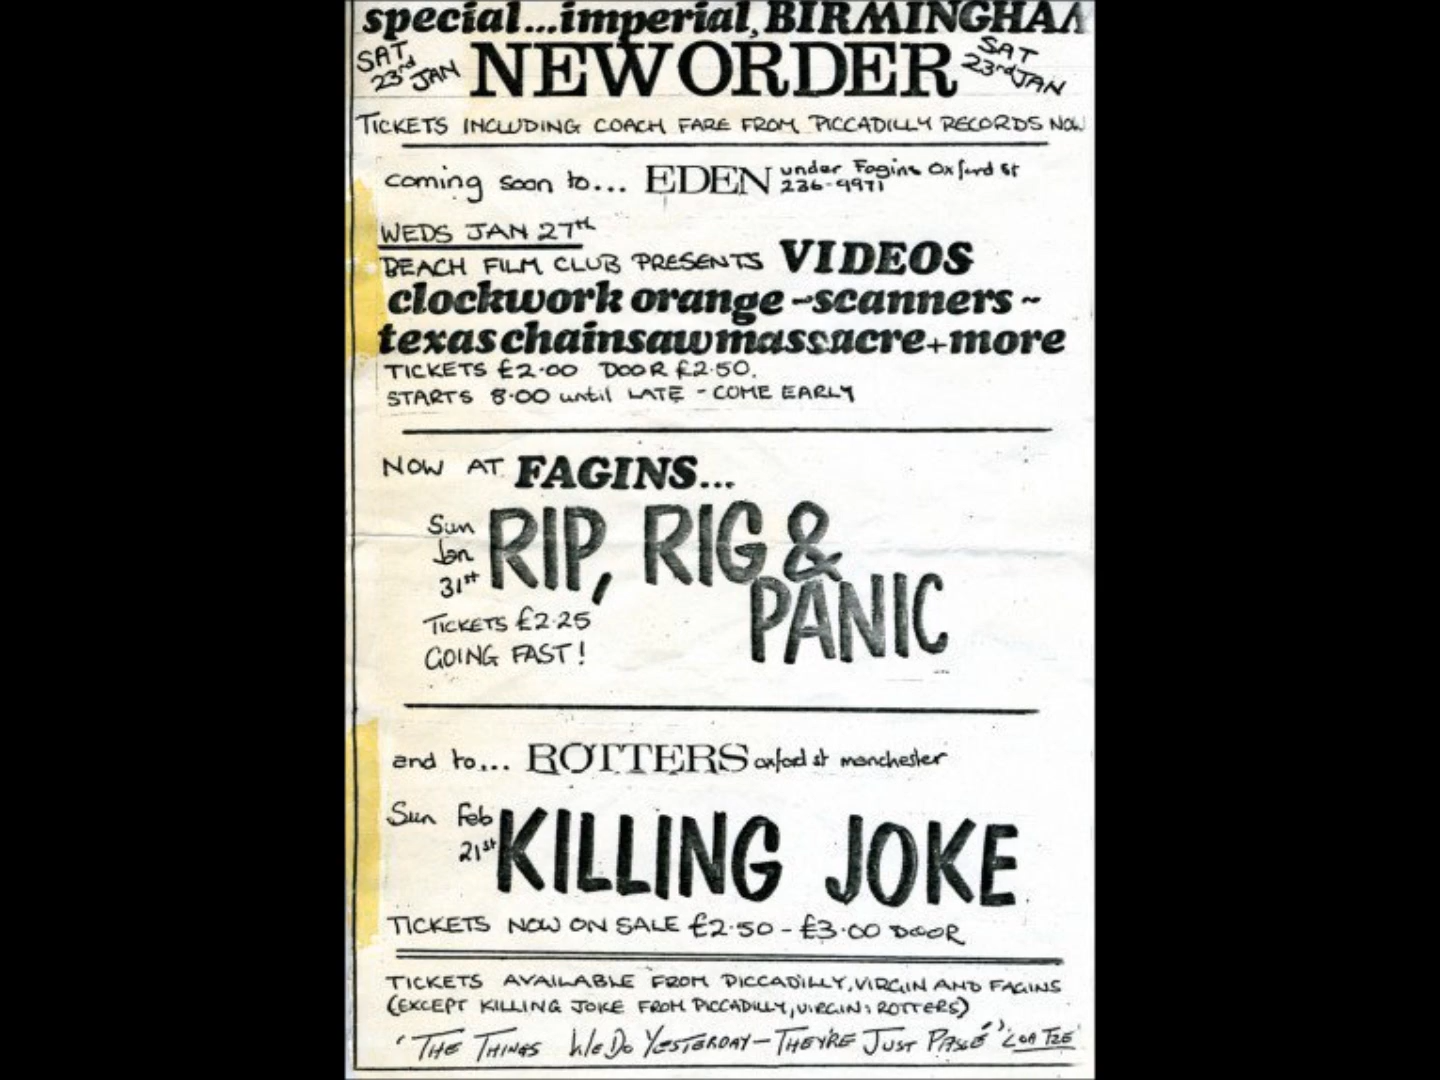 special...imperial, BIRMINGHAM
SAT 23rd JAN NEW ORDER SAT 23rd JAN
TICKETS INCLUDING COACH FARE FROM PICCADILLY RECORDS NOW
coming soon to... EDEN under Fagins Oxford St
236-9971
WEDS JAN 27th
BEACH FILM CLUB PRESENTS VIDEOS
clockwork orange ~scanners ~
texas chainsaw massacre + more
TICKETS £2·00 DOOR £2·50.
STARTS 8·00 until LATE - COME EARLY
NOW AT FAGINS...
Sun Jan 31st RIP, RIG &
PANIC
TICKETS £2·25
GOING FAST!
and to... ROTTERS oxford st manchester
Sun Feb 21st KILLING JOKE
TICKETS NOW ON SALE £2·50 - £3·00 DOOR
TICKETS AVAILABLE FROM PICCADILLY, VIRGIN AND FAGINS
(EXCEPT KILLING JOKE FROM PICCADILLY, VIRGIN; ROTTERS)
'THE THINGS WE DO YESTERDAY — THEY'RE JUST PASSÉ'